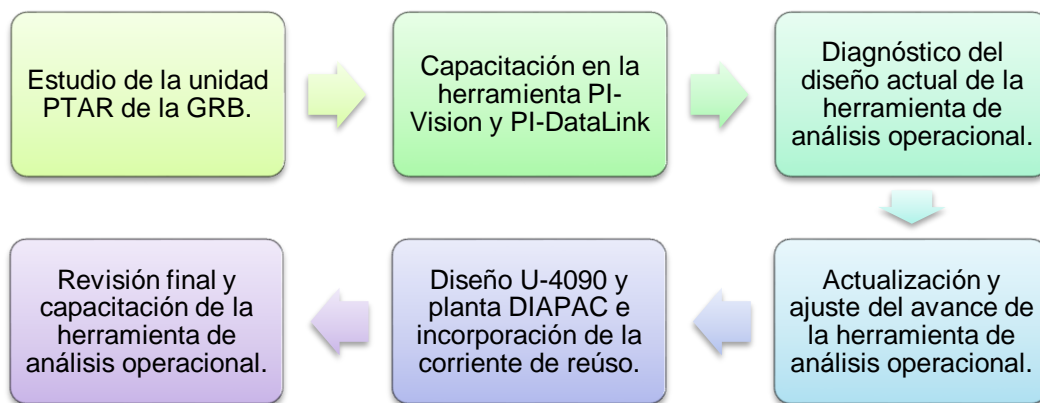 Estudio de la unidad
PTAR de la GRB.
Capacitación en la
herramienta PI-
Vision y PI-DataLink
Diagnóstico del
diseño actual de la
herramienta de
análisis operacional.
Actualización y
ajuste del avance de
la herramienta de
análisis operacional.
Diseño U-4090 y
planta DIAPAC e
incorporación de la
corriente de reúso.
Revisión final y
capacitación de la
herramienta de
análisis operacional.